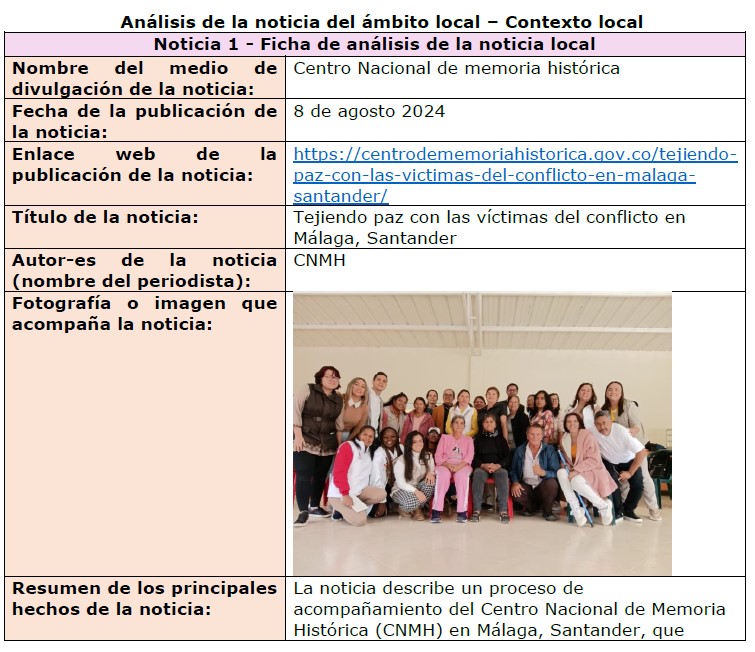 Análisis de la noticia del ámbito local – Contexto local
Noticia 1 - Ficha de análisis de la noticia local
Nombre del medio de
divulgación de la noticia:
Centro Nacional de memoria histórica
Fecha de la publicación de
la noticia:
8 de agosto 2024
Enlace web de la
publicación de la noticia:
https://centrodememoriahistorica.gov.co/tejiendo-
paz-con-las-victimas-del-conflicto-en-malaga-
santander/
Título de la noticia:
Tejiendo paz con las víctimas del conflicto en
Málaga, Santander
Autor-es de la noticia
(nombre del periodista):
CNMH
Fotografía o imagen que
acompaña la noticia:
Resumen de los principales
hechos de la noticia:
La noticia describe un proceso de
acompañamiento del Centro Nacional de Memoria
Histórica (CNMH) en Málaga, Santander, que